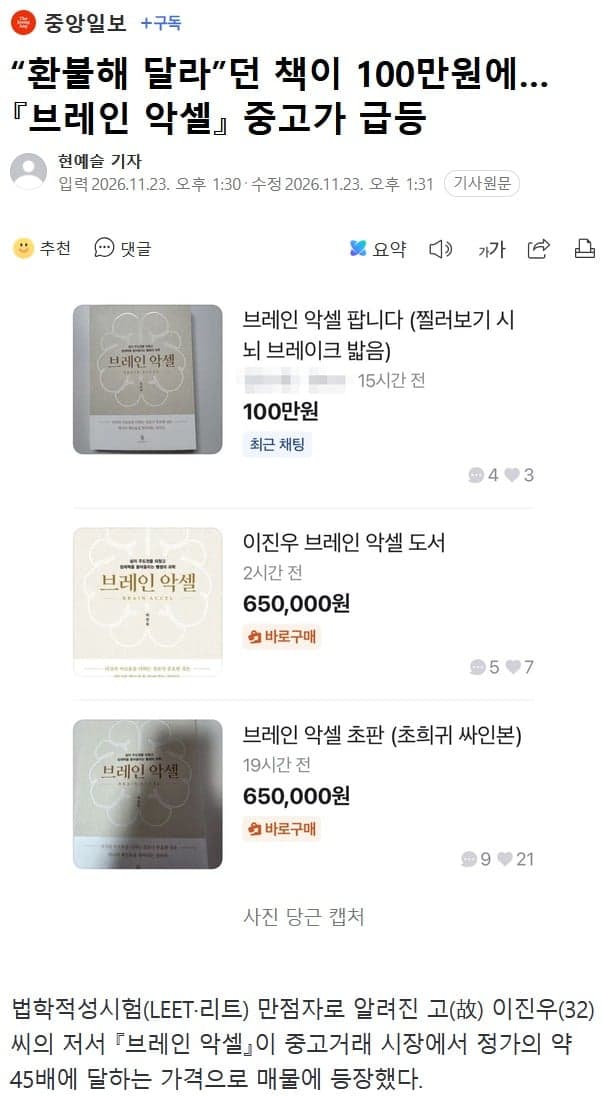 중앙일보 +구독
“환불해 달라”던 책이 100만원에…
『브레인 악셀』 중고가 급등
현예슬 기자
입력 2026.11.23. 오후 1:30 · 수정 2026.11.23. 오후 1:31 기사원문
추천 댓글 요약 가가
브레인 악셀
BRAIN ACCEL
브레인 악셀 팝니다 (찔러보기 시
뇌 브레이크 밟음)
15시간 전
100만원
최근 채팅
4 3
브레인 악셀
BRAIN ACCEL
이진우 브레인 악셀 도서
2시간 전
650,000원
바로구매
5 7
브레인 악셀
브레인 악셀 초판 (초희귀 싸인본)
19시간 전
650,000원
바로구매
9 21
사진 당근 캡처
법학적성시험(LEET·리트) 만점자로 알려진 고(故) 이진우(32)
씨의 저서 『브레인 악셀』이 중고거래 시장에서 정가의 약
45배에 달하는 가격으로 매물에 등장했다.